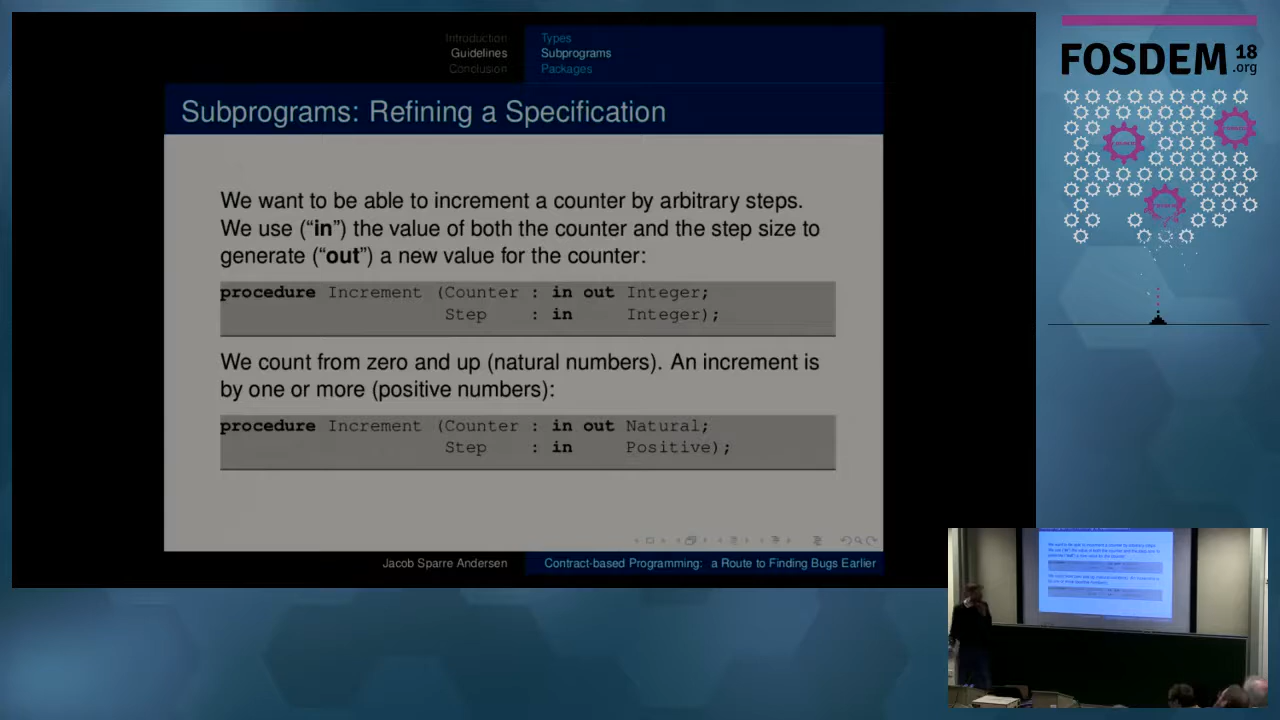 Introduction
Guidelines
Conclusion
Types
Subprograms
Packages
Subprograms: Refining a Specification
We want to be able to increment a counter by arbitrary steps.
We use (“in”) the value of both the counter and the step size to
generate (“out”) a new value for the counter:
procedure Increment (Counter : in out Integer;
Step : in Integer);
We count from zero and up (natural numbers). An increment is
by one or more (positive numbers):
procedure Increment (Counter : in out Natural;
Step : in Positive);
Jacob Sparre Andersen
Contract-based Programming: a Route to Finding Bugs Earlier
FOSDEM 18
.org